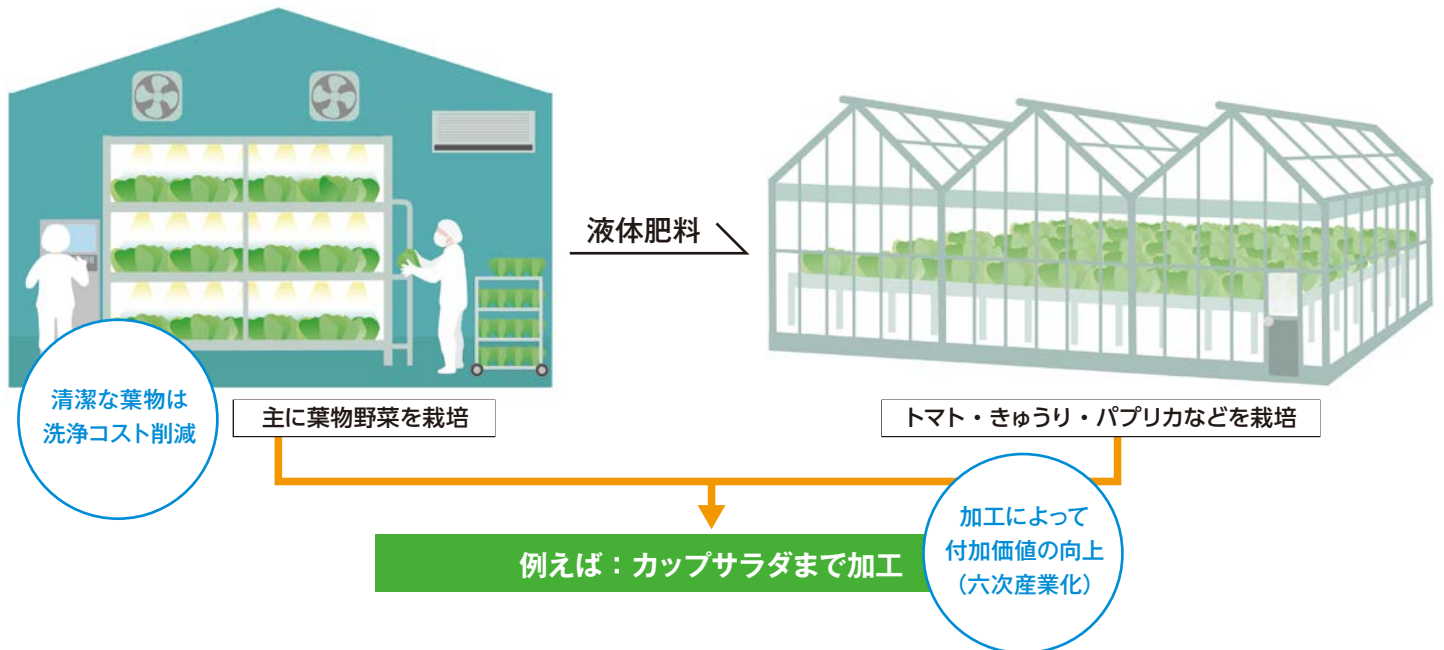 液体肥料
清潔な葉物は
洗浄コスト削減
主に葉物野菜を栽培
トマト・きゅうり・パプリカなどを栽培
例えば：カップサラダまで加工
加工によって
付加価値の向上
（六次産業化）